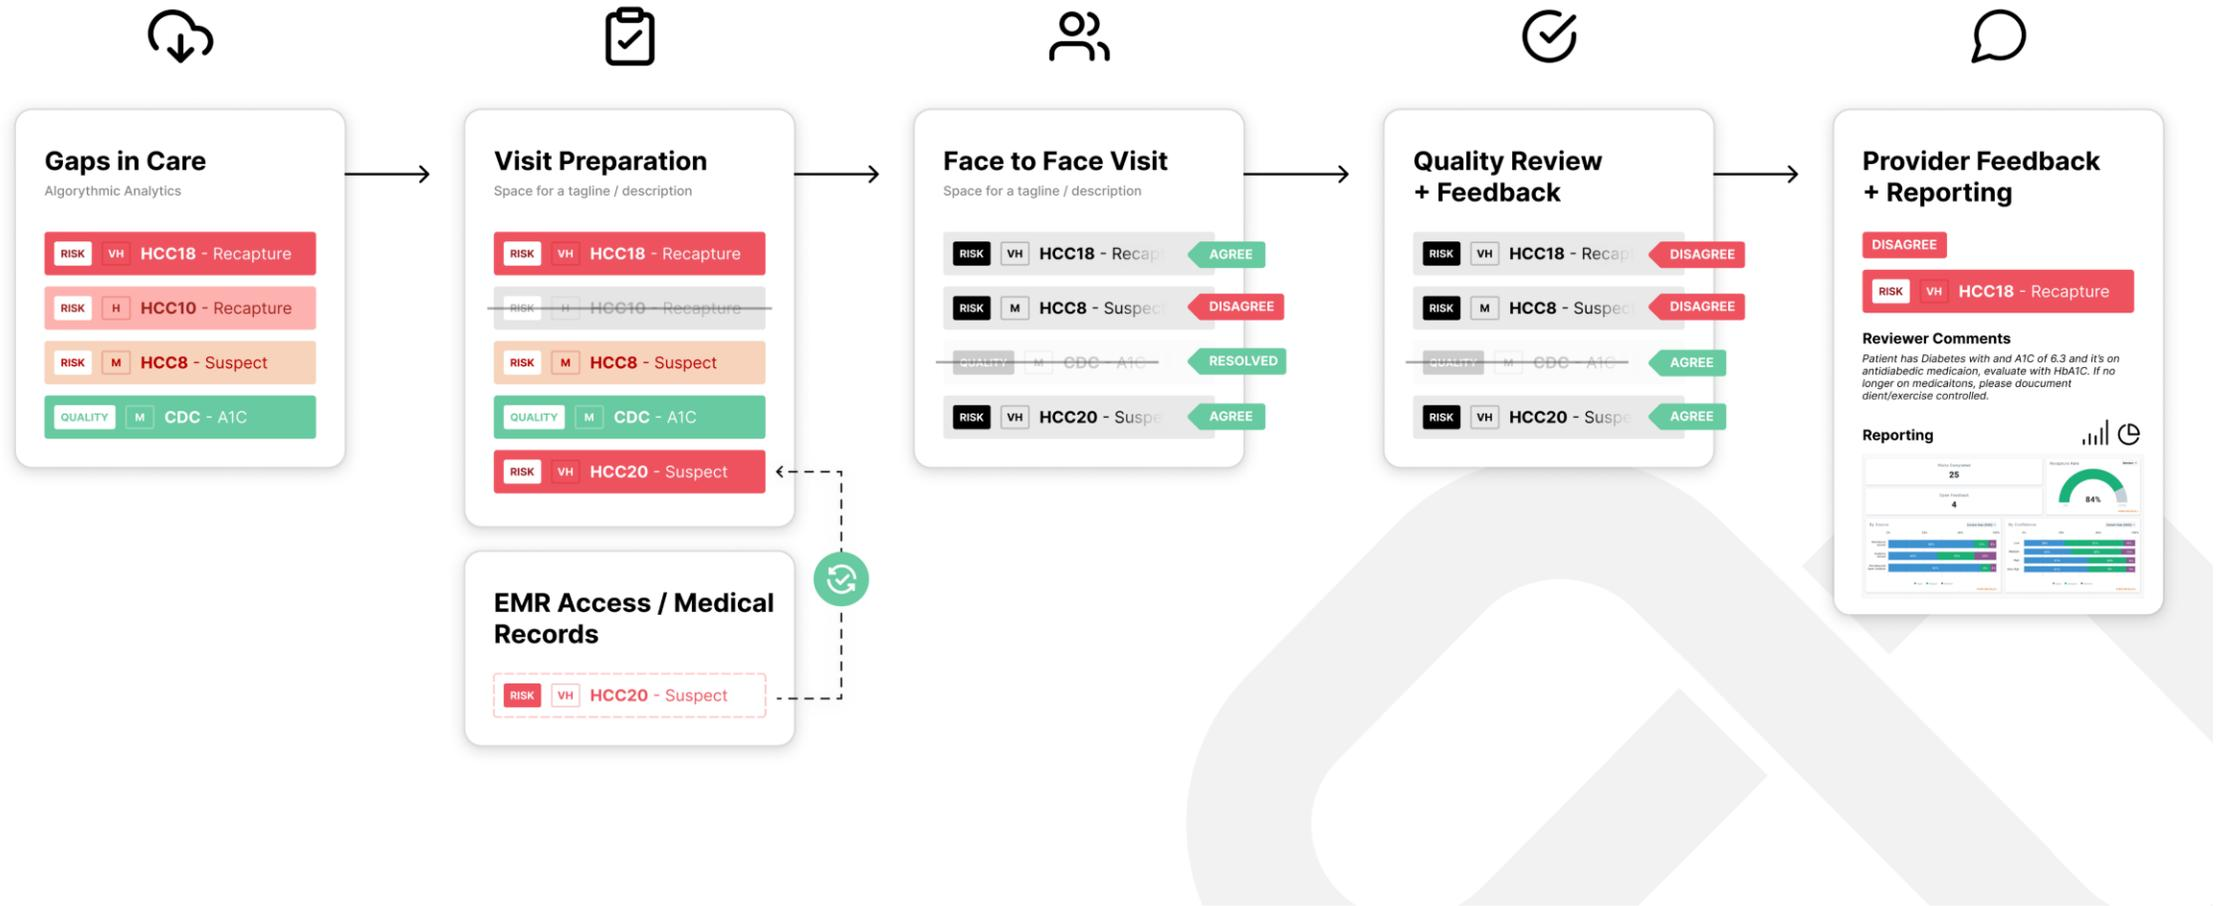 Gaps in Care
Algorythmic Analytics
RISK VH HCC18 - Recapture
RISK H HCC10 - Recapture
RISK M HCC8 - Suspect
QUALITY M CDC - A1C
Visit Preparation
Space for a tagline / description
RISK VH HCC18 - Recapture
RISK H HCC10 - Recapture
RISK M HCC8 - Suspect
QUALITY M CDC - A1C
RISK VH HCC20 - Suspect
EMR Access / Medical
Records
RISK VH HCC20 - Suspect
Face to Face Visit
Space for a tagline / description
RISK VH HCC18 - Recap AGREE
RISK M HCC8 - Suspec DISAGREE
QUALITY M CDC - A1C RESOLVED
RISK VH HCC20 - Suspe AGREE
Quality Review
+ Feedback
RISK VH HCC18 - Recap DISAGREE
RISK M HCC8 - Suspec DISAGREE
QUALITY M CDC - A1C AGREE
RISK VH HCC20 - Suspe AGREE
Provider Feedback
+ Reporting
DISAGREE
RISK VH HCC18 - Recapture
Reviewer Comments
Patient has Diabetes with and A1C of 6.3 and it's on
antidiabedic medicaion, evaluate with HbA1C. If no
longer on medicaitons, please doucument
dient/exercise controlled.
Reporting
25
4
84%